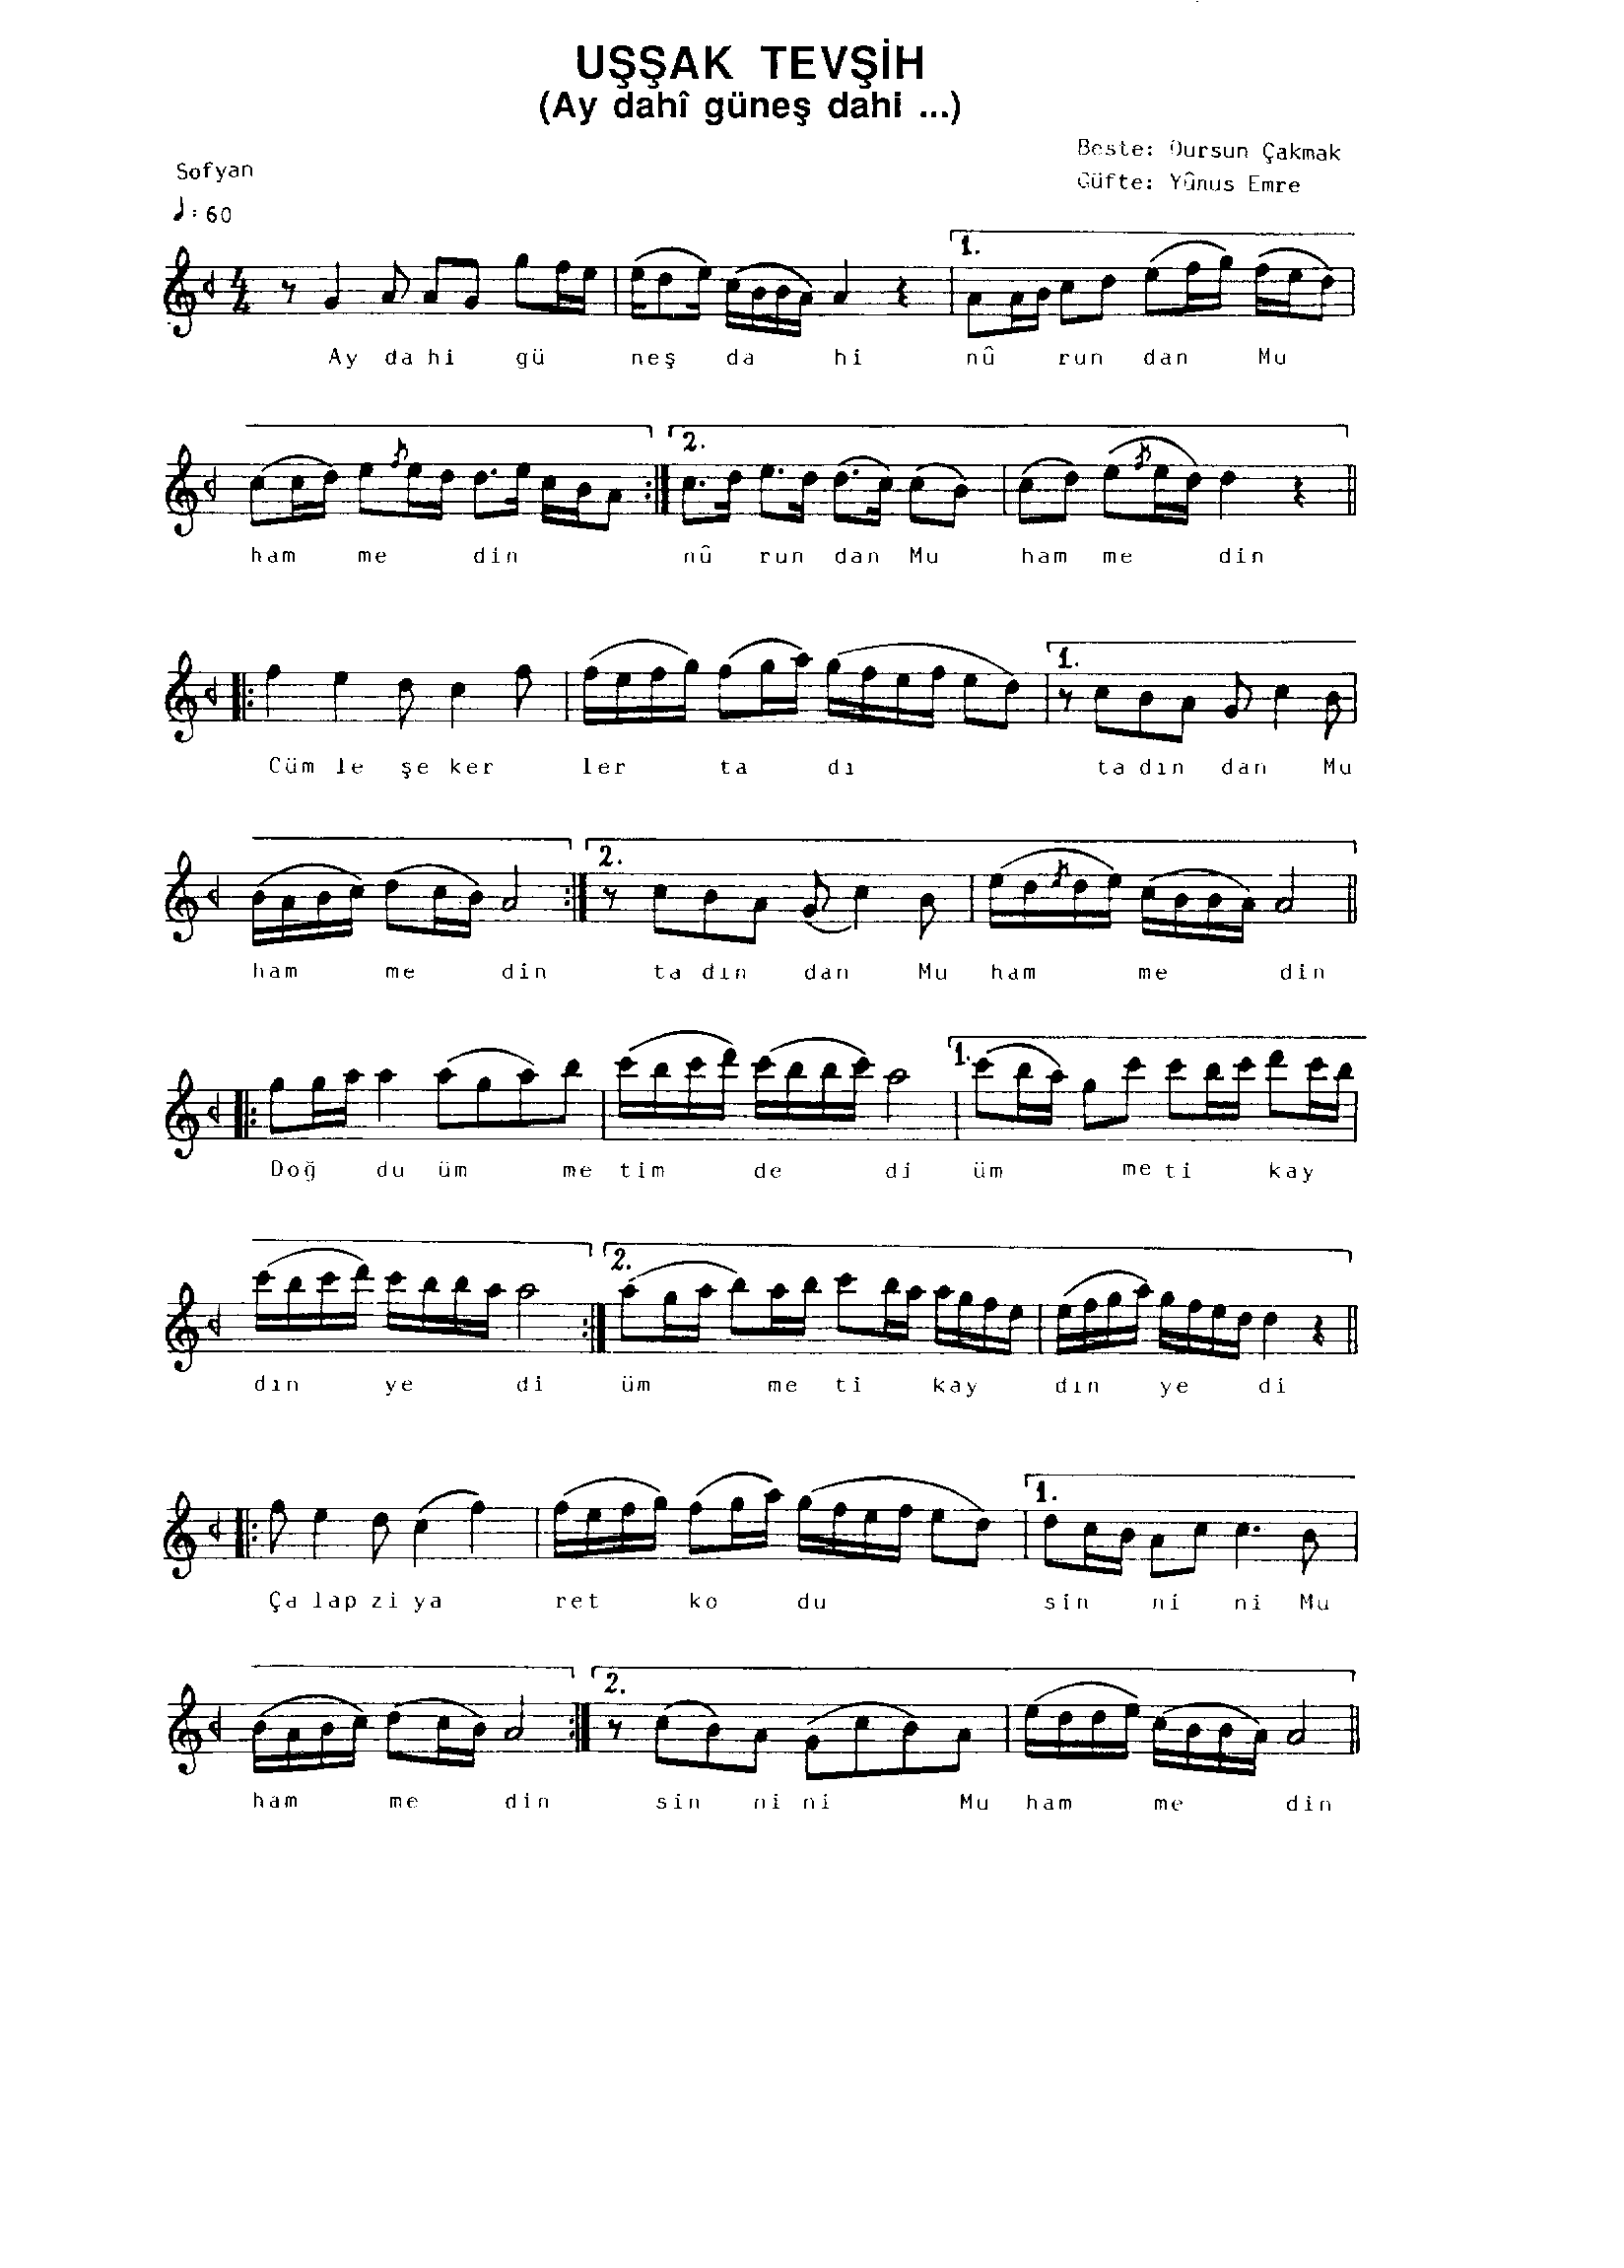 UŞŞAK TEVŞİH
(Ay dahî güneş dahi ...)
Beste: Dursun Çakmak
Sofyan
Güfte: Yûnus Emre
♩: 60
4/4
1.
Ay da hi gü neş da hi nû run dan Mu
2.
ham me din nû run dan Mu ham me din
1.
Cüm le şe ker ler ta dı ta dın dan Mu
2.
ham me din ta dın dan Mu ham me din
1.
Doğ du üm me tim de di üm me ti kay
2.
dın ye di üm me ti kay dın ye di
1.
Ça lap zi ya ret ko du sin ni ni Mu
2.
ham me din sin ni ni Mu ham me din